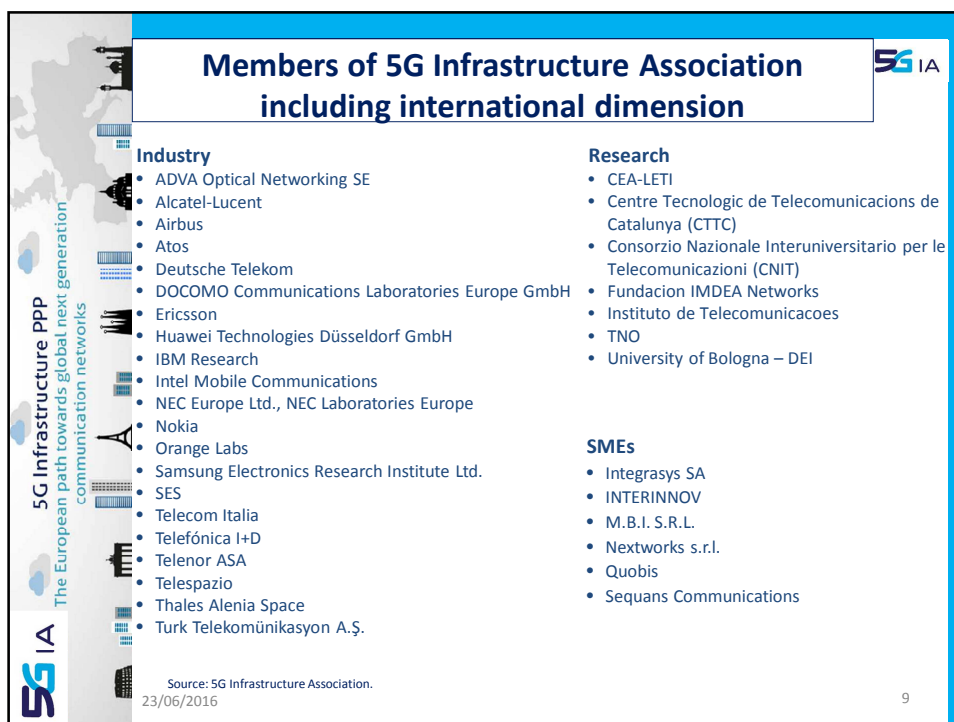 Members of 5G Infrastructure Association
including international dimension
5G IA
Industry
• ADVA Optical Networking SE
• Alcatel-Lucent
• Airbus
• Atos
• Deutsche Telekom
• DOCOMO Communications Laboratories Europe GmbH
• Ericsson
• Huawei Technologies Düsseldorf GmbH
• IBM Research
• Intel Mobile Communications
• NEC Europe Ltd., NEC Laboratories Europe
• Nokia
• Orange Labs
• Samsung Electronics Research Institute Ltd.
• SES
• Telecom Italia
• Telefónica I+D
• Telenor ASA
• Telespazio
• Thales Alenia Space
• Turk Telekomünikasyon A.Ş.
Research
• CEA-LETI
• Centre Tecnologic de Telecomunicacions de
Catalunya (CTTC)
• Consorzio Nazionale Interuniversitario per le
Telecomunicazioni (CNIT)
• Fundacion IMDEA Networks
• Instituto de Telecomunicacoes
• TNO
• University of Bologna – DEI
SMEs
• Integrasys SA
• INTERINNOV
• M.B.I. S.R.L.
• Nextworks s.r.l.
• Quobis
• Sequans Communications
5G Infrastructure PPP
The European path towards global next generation
communication networks
5G IA
Source: 5G Infrastructure Association.
23/06/2016
9